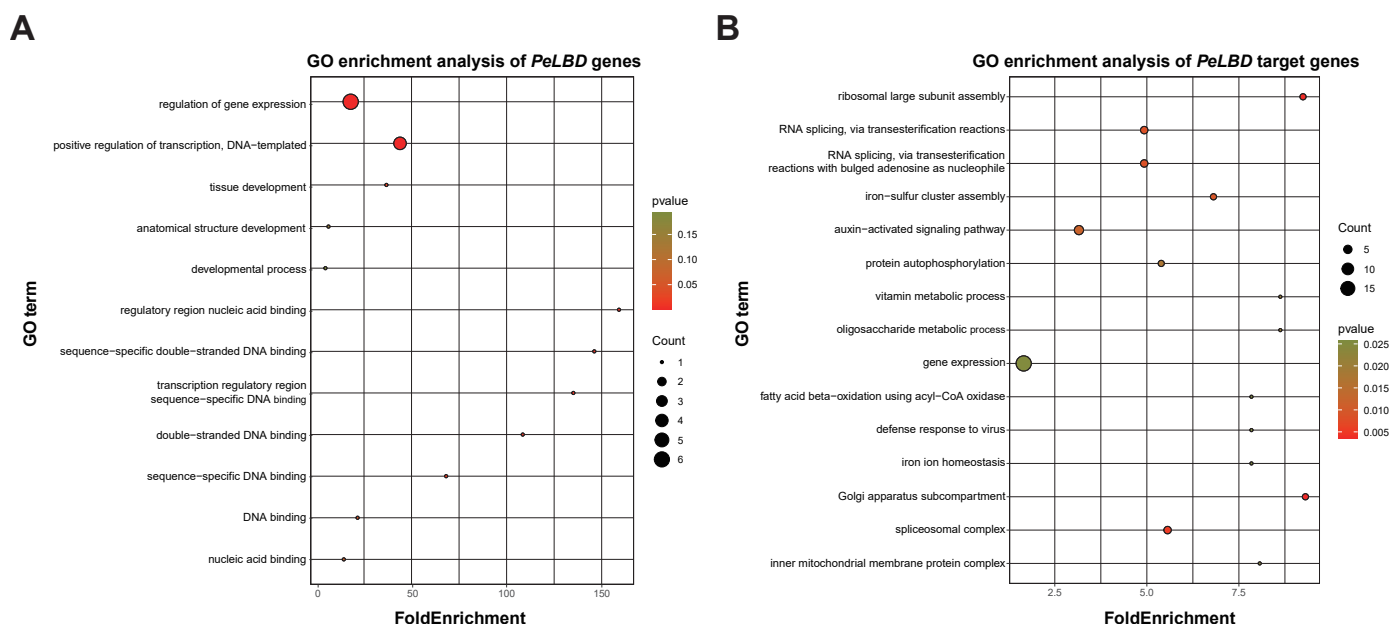 A
GO enrichment analysis of PeLBD genes
GO term
regulation of gene expression
positive regulation of transcription, DNA−templated
tissue development
anatomical structure development
developmental process
regulatory region nucleic acid binding
sequence−specific double−stranded DNA binding
transcription regulatory region
sequence−specific DNA binding
double−stranded DNA binding
sequence−specific DNA binding
DNA binding
nucleic acid binding
0 50 100 150
FoldEnrichment
pvalue
0.15
0.10
0.05
Count
1
2
3
4
5
6
B
GO enrichment analysis of PeLBD target genes
GO term
ribosomal large subunit assembly
RNA splicing, via transesterification reactions
RNA splicing, via transesterification
reactions with bulged adenosine as nucleophile
iron−sulfur cluster assembly
auxin−activated signaling pathway
protein autophosphorylation
vitamin metabolic process
oligosaccharide metabolic process
gene expression
fatty acid beta−oxidation using acyl−CoA oxidase
defense response to virus
iron ion homeostasis
Golgi apparatus subcompartment
spliceosomal complex
inner mitochondrial membrane protein complex
2.5 5.0 7.5
FoldEnrichment
Count
5
10
15
pvalue
0.025
0.020
0.015
0.010
0.005